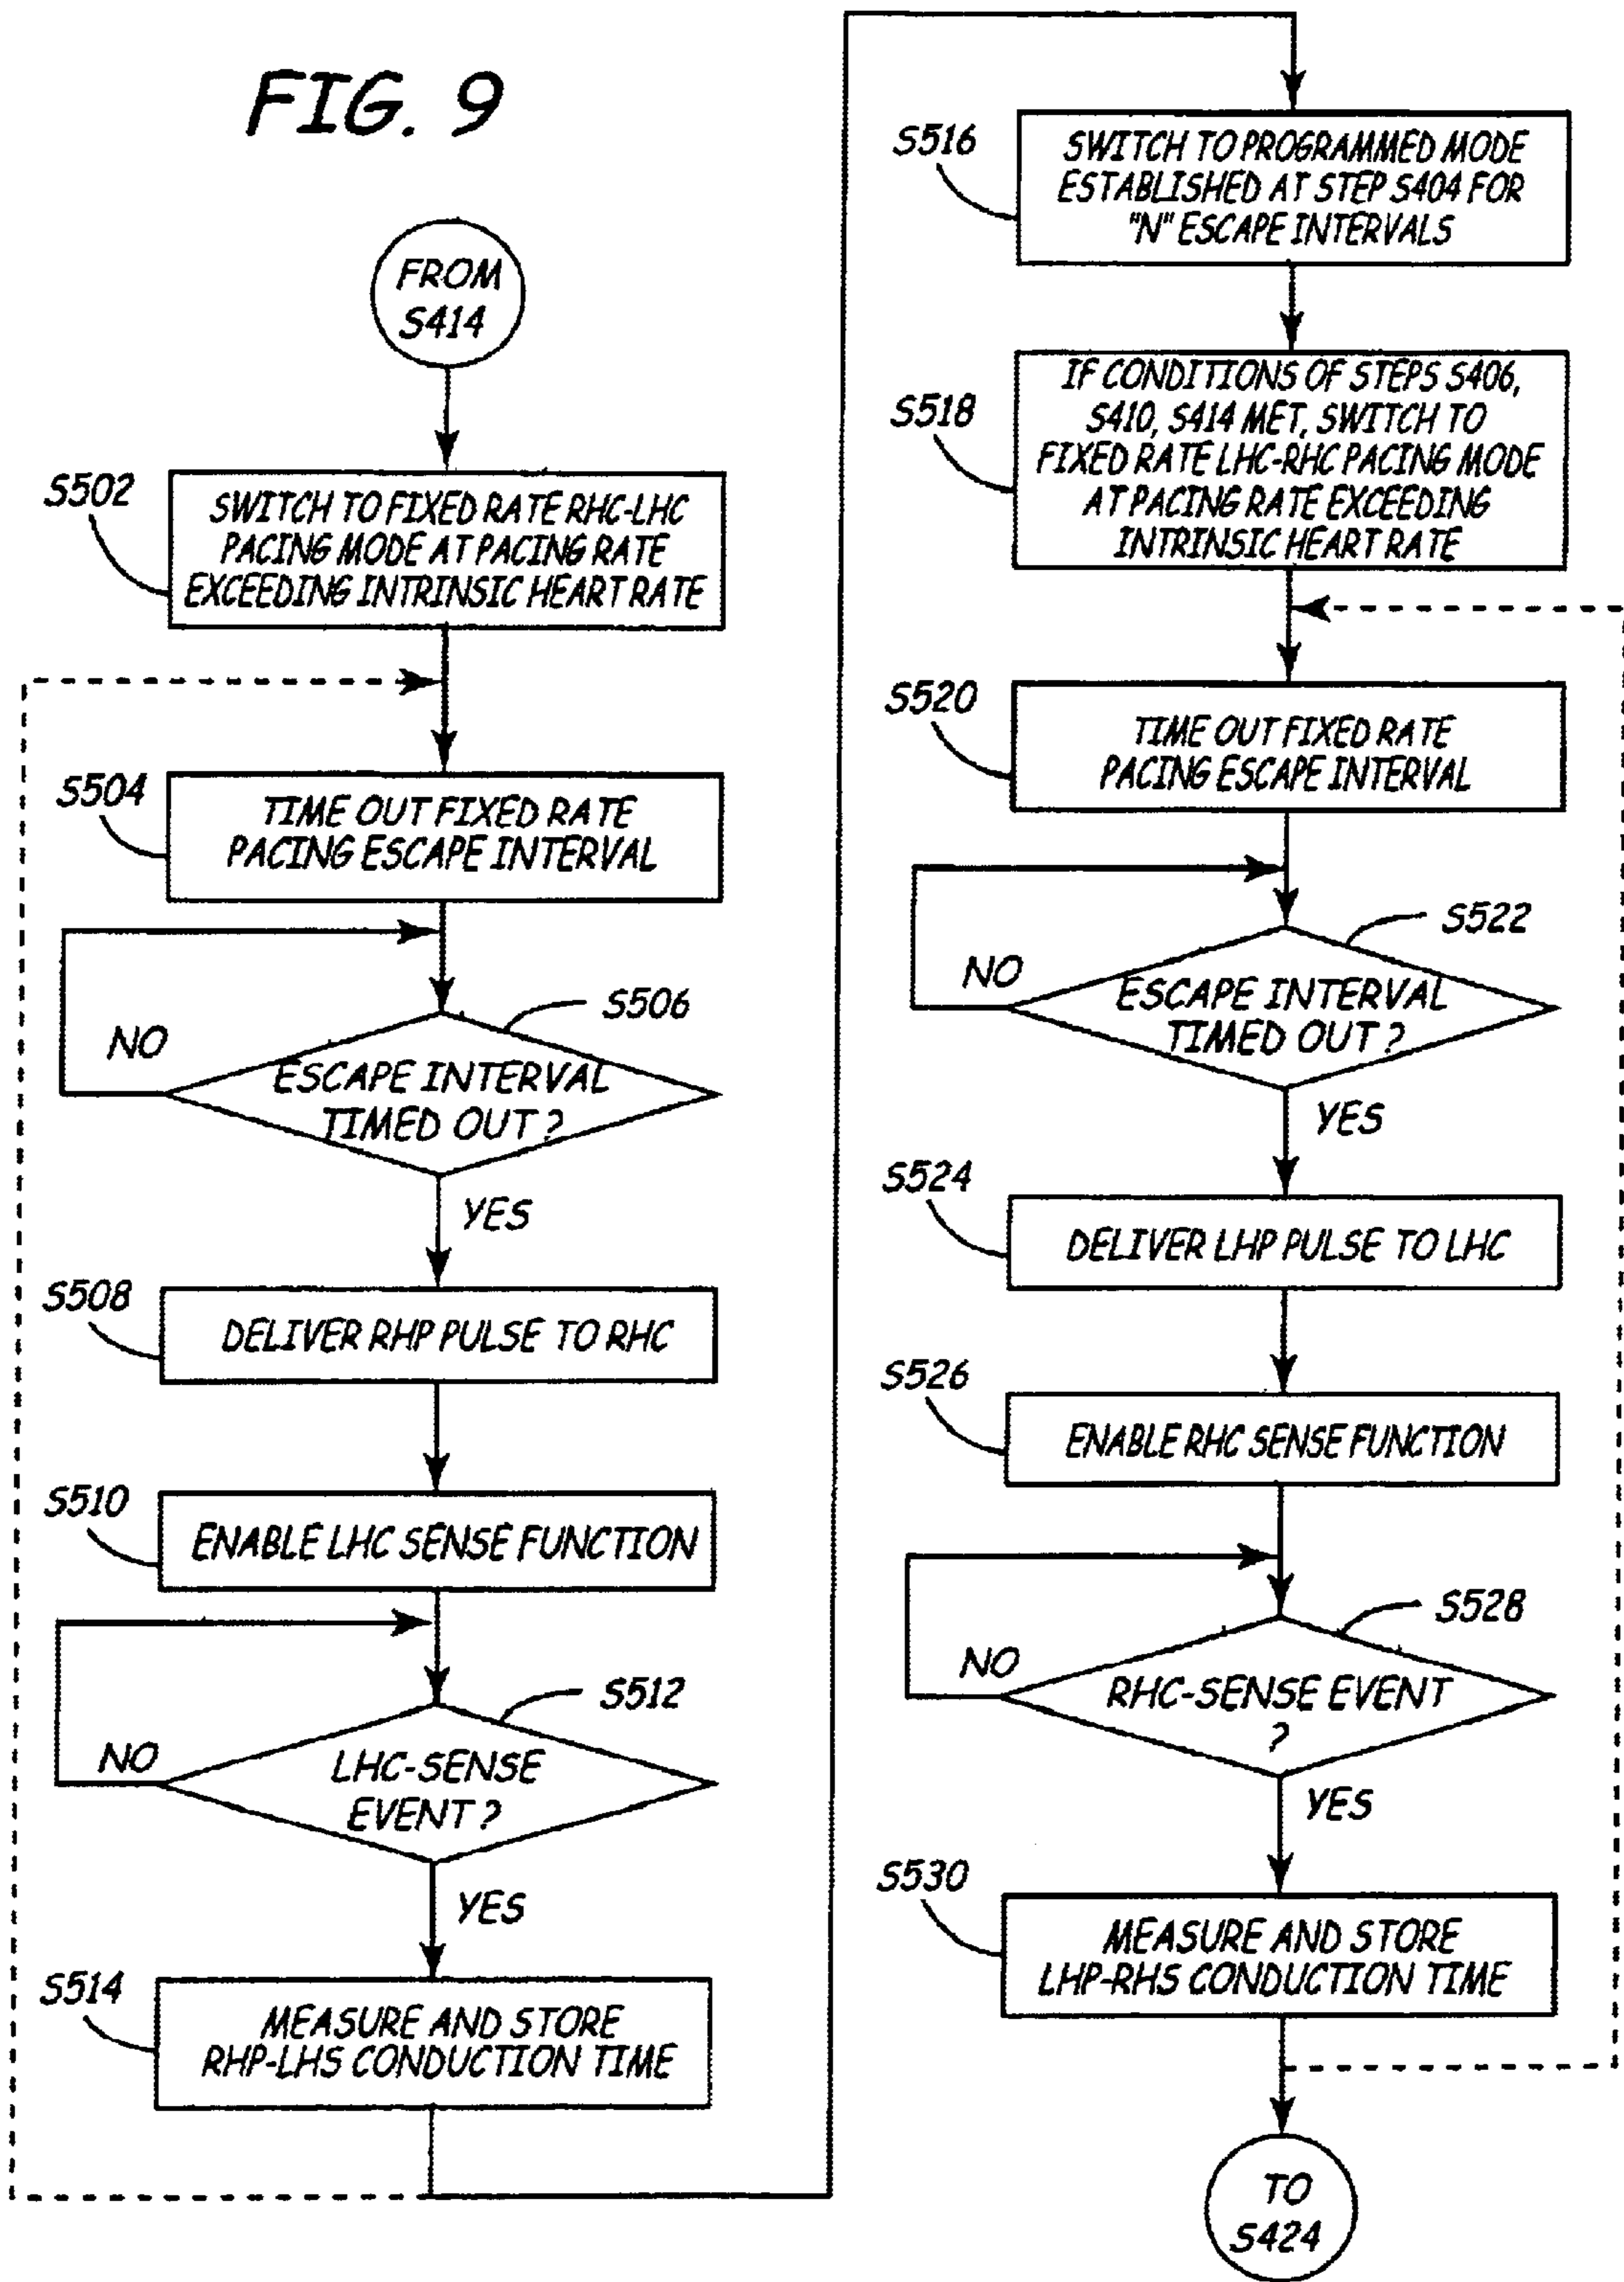 FIG. 9
FROM
S414
S502
SWITCH TO FIXED RATE RHC-LHC
PACING MODE AT PACING RATE
EXCEEDING INTRINSIC HEART RATE
S504
TIME OUT FIXED RATE
PACING ESCAPE INTERVAL
S506
NO
ESCAPE INTERVAL
TIMED OUT ?
YES
S508
DELIVER RHP PULSE TO RHC
S510
ENABLE LHC SENSE FUNCTION
S512
NO
LHC-SENSE
EVENT ?
YES
S514
MEASURE AND STORE
RHP-LHS CONDUCTION TIME
S516
SWITCH TO PROGRAMMED MODE
ESTABLISHED AT STEP S404 FOR
"N" ESCAPE INTERVALS
S518
IF CONDITIONS OF STEPS S406,
S410, S414 MET, SWITCH TO
FIXED RATE LHC-RHC PACING MODE
AT PACING RATE EXCEEDING
INTRINSIC HEART RATE
S520
TIME OUT FIXED RATE
PACING ESCAPE INTERVAL
S522
NO
ESCAPE INTERVAL
TIMED OUT ?
YES
S524
DELIVER LHP PULSE TO LHC
S526
ENABLE RHC SENSE FUNCTION
S528
NO
RHC-SENSE EVENT
?
YES
S530
MEASURE AND STORE
LHP-RHS CONDUCTION TIME
TO
S424